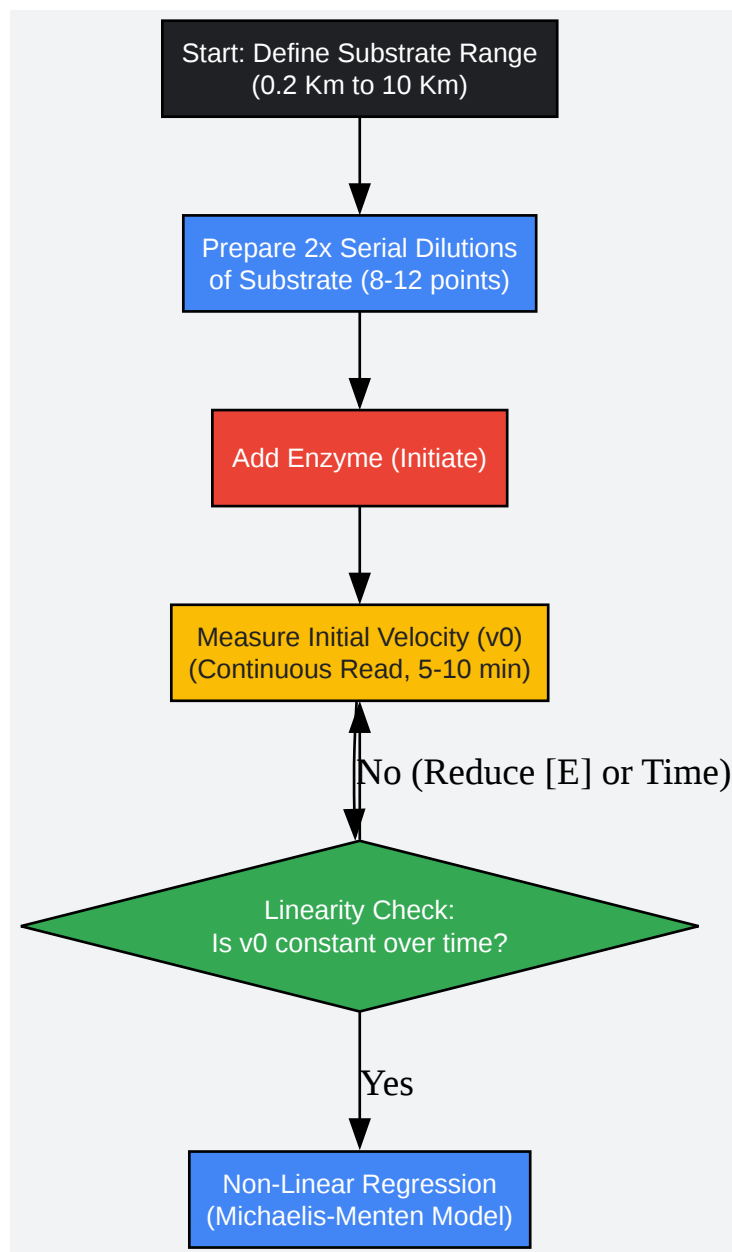 Start: Define Substrate Range
(0.2 Km to 10 Km)
Prepare 2x Serial Dilutions
of Substrate (8-12 points)
Add Enzyme (Initiate)
Measure Initial Velocity (v0)
(Continuous Read, 5-10 min)
No (Reduce [E] or Time)
Linearity Check:
Is v0 constant over time?
Yes
Non-Linear Regression
(Michaelis-Menten Model)